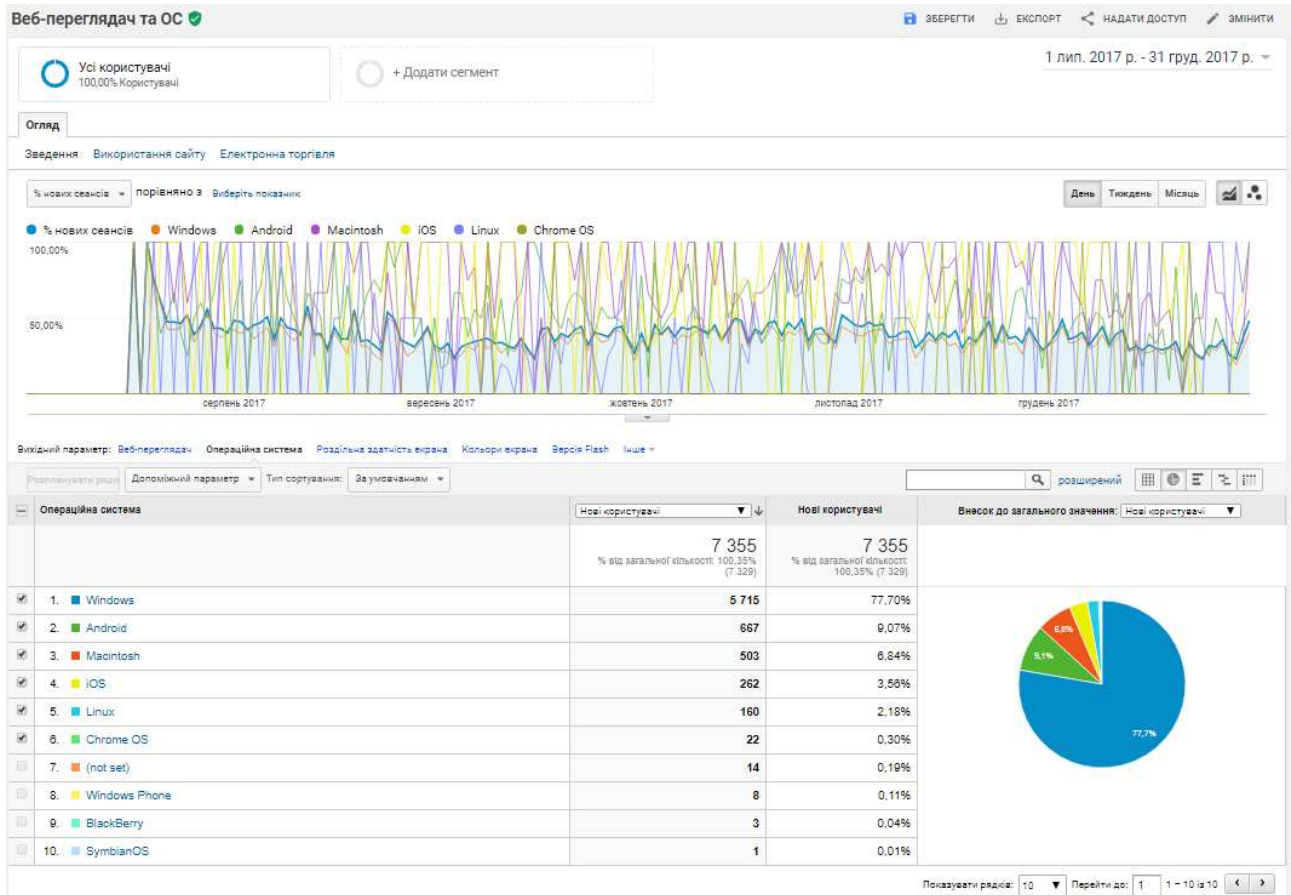 Веб-переглядач та ОС
ЗБЕРЕГТИ ЕКСПОРТ НАДАТИ ДОСТУП ЗМІНИТИ
Усі користувачі
100,00% Користувачі
+ Додати сегмент
1 лип. 2017 р. - 31 груд. 2017 р.
Огляд
Зведення Використання сайту Електронна торгівля
% нових сеансів порівняно з Виберіть показник
День Тиждень Місяць
% нових сеансів Windows Android Macintosh iOS Linux Chrome OS
100,00%
50,00%
серпень 2017 вересень 2017 жовтень 2017 листопад 2017 грудень 2017
Вихідний параметр: Веб-переглядач Операційна система Роздільна здатність екрана Кольори екрана Версія Flash Інше
Розпланувати ряди Допоміжний параметр Тип сортування: За умовчанням розширений
Операційна система Нові користувачі Нові користувачі Внесок до загального значення: Нові користувачі
7 355 7 355
% від загальної кількості: 100,35% (7 329) % від загальної кількості: 100,35% (7 329)
1. Windows 5 715 77,70%
2. Android 667 9,07%
3. Macintosh 503 6,84%
4. iOS 262 3,56%
5. Linux 160 2,18%
6. Chrome OS 22 0,30%
7. (not set) 14 0,19%
8. Windows Phone 8 0,11%
9. BlackBerry 3 0,04%
10. SymbianOS 1 0,01%
6,8%
9,1%
77,7%
Показувати рядків: 10 Перейти до: 1 1 – 10 із 10